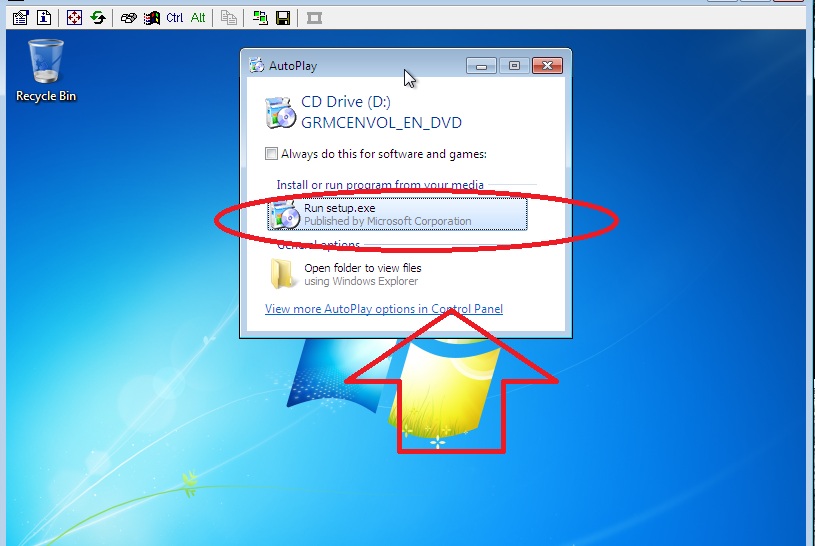 Ctrl Alt
Recycle Bin
AutoPlay
CD Drive (D:)
GRMCENVOL_EN_DVD
Always do this for software and games:
Install or run program from your media
Run setup.exe
Published by Microsoft Corporation
General options
Open folder to view files
using Windows Explorer
View more AutoPlay options in Control Panel